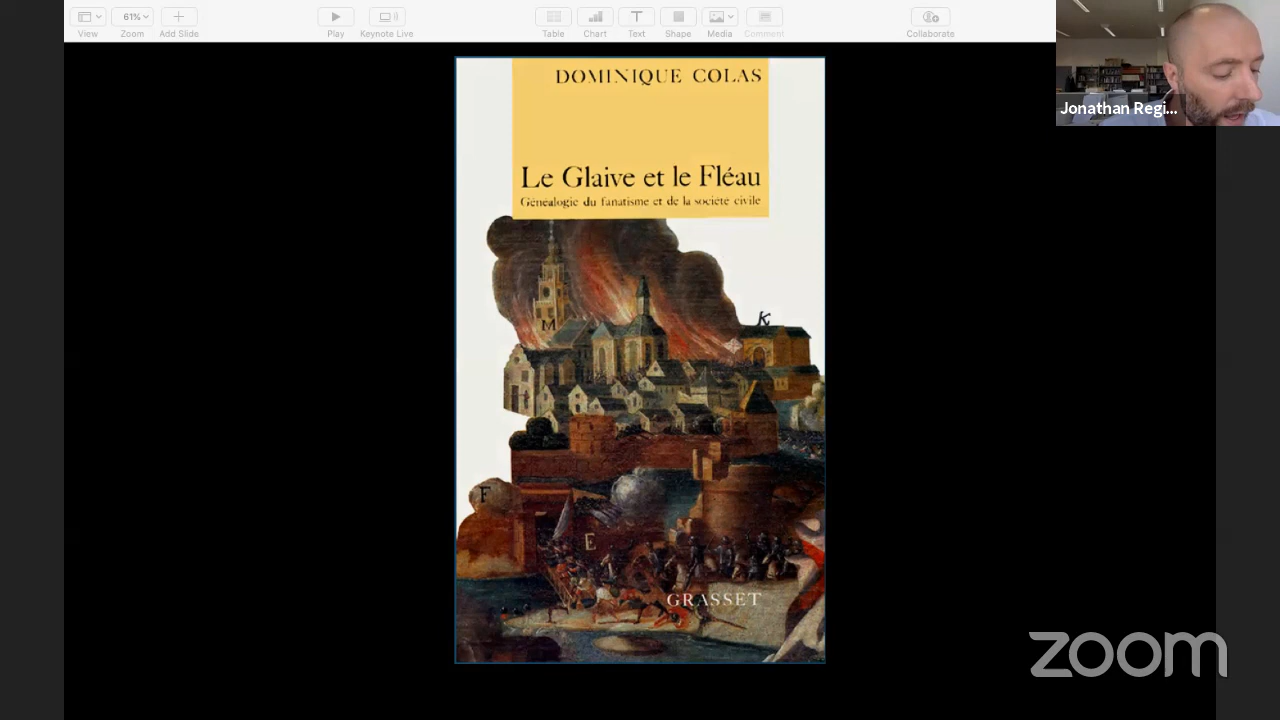 61%
View
Zoom
Add Slide
Play
Keynote Live
Table
Chart
Text
Shape
Media
Comment
Collaborate
Jonathan Regi...
DOMINIQUE COLAS
Le Glaive et le Fléau
Généalogie du fanatisme et de la société civile
M
K
F
E
GRASSET
zoom